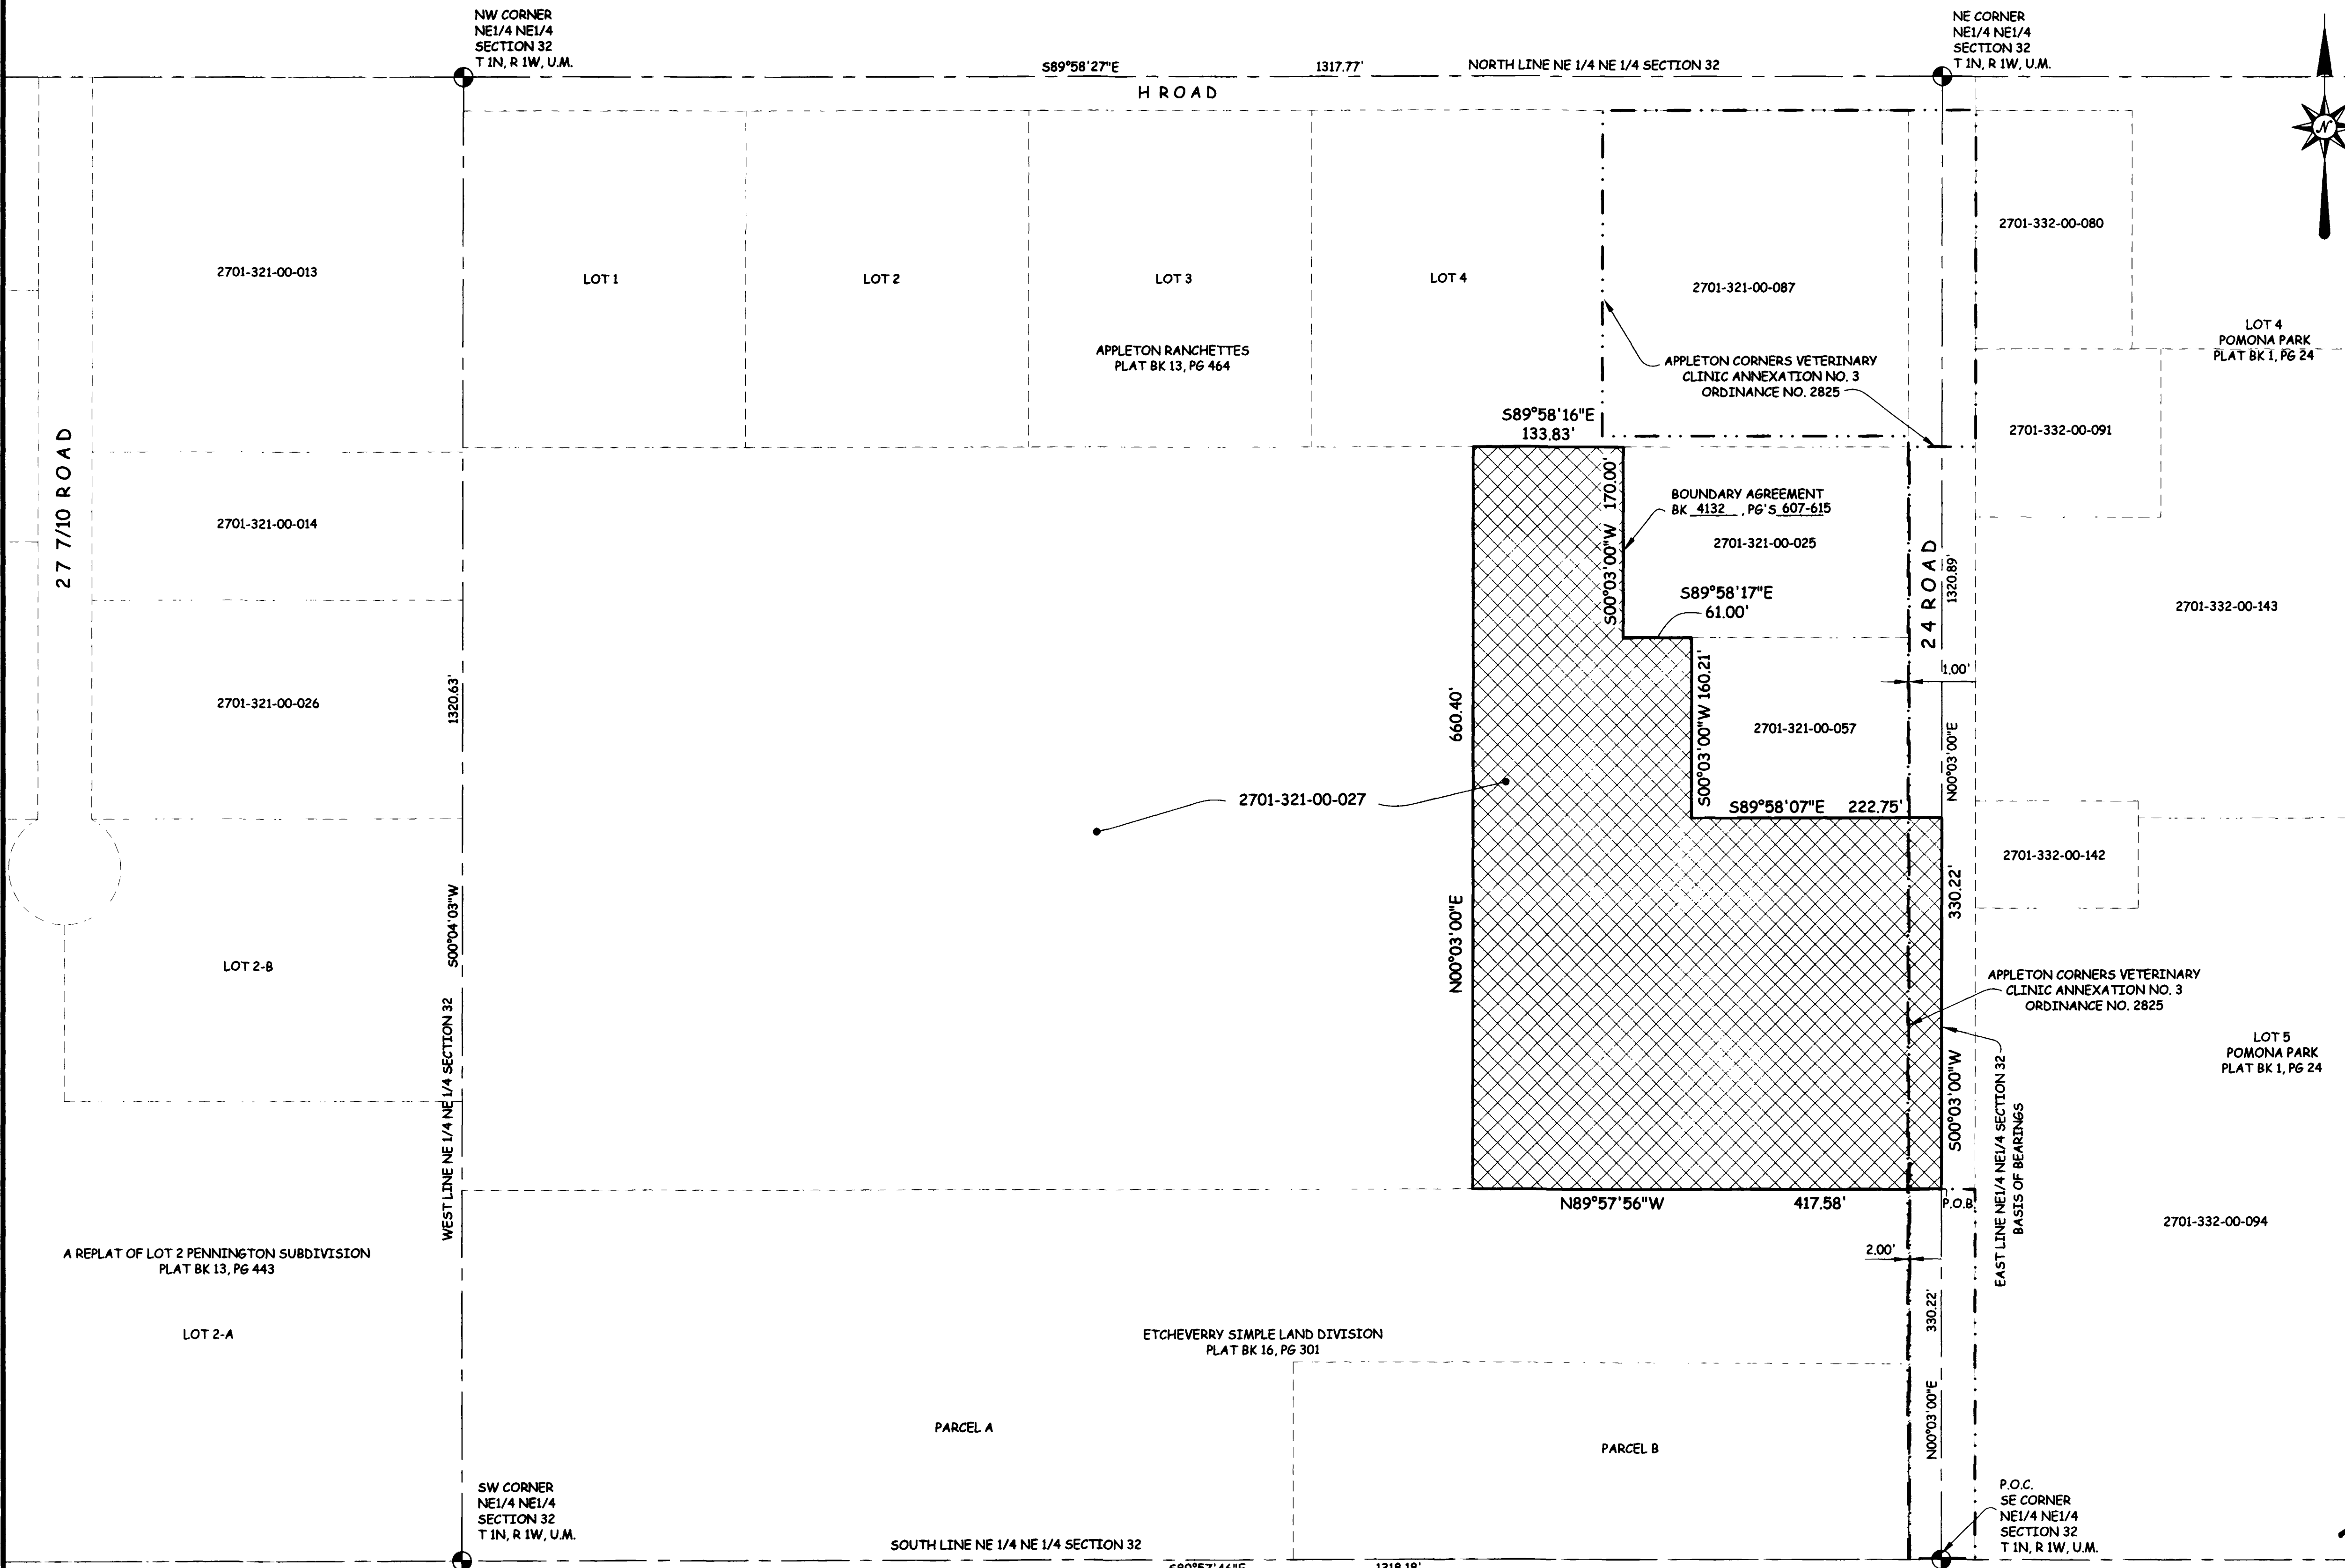 NW CORNER
NE1/4 NE1/4
SECTION 32
T 1N, R 1W, U.M.
S89°58'27"E
1317.77'
NORTH LINE NE 1/4 NE 1/4 SECTION 32
NE CORNER
NE1/4 NE1/4
SECTION 32
T 1N, R 1W, U.M.
H ROAD
N
2701-321-00-013
LOT 1
LOT 2
LOT 3
LOT 4
2701-321-00-087
2701-332-00-080
APPLETON RANCHETTES
PLAT BK 13, PG 464
LOT 4
POMONA PARK
PLAT BK 1, PG 24
APPLETON CORNERS VETERINARY
CLINIC ANNEXATION NO. 3
ORDINANCE NO. 2825
S89°58'16"E
133.83'
2701-332-00-091
27 7/10 ROAD
2701-321-00-014
S00°03'00"W 170.00'
BOUNDARY AGREEMENT
BK 4132 , PG'S 607-615
2701-321-00-025
24 ROAD
1320.89'
S89°58'17"E
61.00'
2701-332-00-143
2701-321-00-026
1320.63'
660.40'
S00°03'00"W 160.21'
1.00'
2701-321-00-057
N00°03'00"E
2701-321-00-027
S89°58'07"E 222.75'
2701-332-00-142
330.22'
S00°04'03"W
N00°03'00"E
LOT 2-B
APPLETON CORNERS VETERINARY
CLINIC ANNEXATION NO. 3
ORDINANCE NO. 2825
LOT 5
POMONA PARK
PLAT BK 1, PG 24
S00°03'00"W
WEST LINE NE 1/4 NE 1/4 SECTION 32
EAST LINE NE1/4 NE1/4 SECTION 32
BASIS OF BEARINGS
N89°57'56"W
417.58'
P.O.B.
2701-332-00-094
A REPLAT OF LOT 2 PENNINGTON SUBDIVISION
PLAT BK 13, PG 443
2.00'
330.22'
LOT 2-A
ETCHEVERRY SIMPLE LAND DIVISION
PLAT BK 16, PG 301
N00°03'00"E
PARCEL A
PARCEL B
SW CORNER
NE1/4 NE1/4
SECTION 32
T 1N, R 1W, U.M.
P.O.C.
SE CORNER
NE1/4 NE1/4
SECTION 32
T 1N, R 1W, U.M.
SOUTH LINE NE 1/4 NE 1/4 SECTION 32